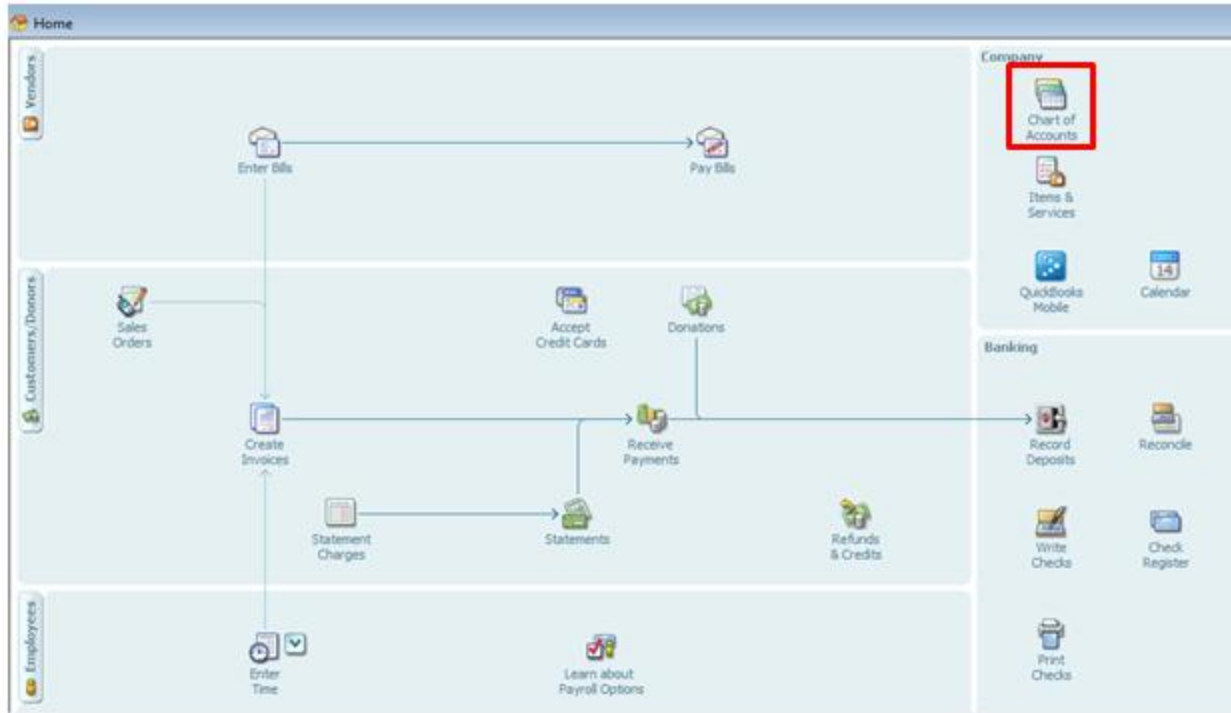 Home
Vendors
Enter Bills
Pay Bills
Customers/Donors
Sales
Orders
Accept
Credit Cards
Donations
Create
Invoices
Receive
Payments
Statement
Charges
Statements
Refunds
& Credits
Employees
Enter
Time
Learn about
Payroll Options
Company
Chart of
Accounts
Items &
Services
QuickBooks
Mobile
14
Calendar
Banking
Record
Deposits
Reconcile
Write
Checks
Check
Register
Print
Checks